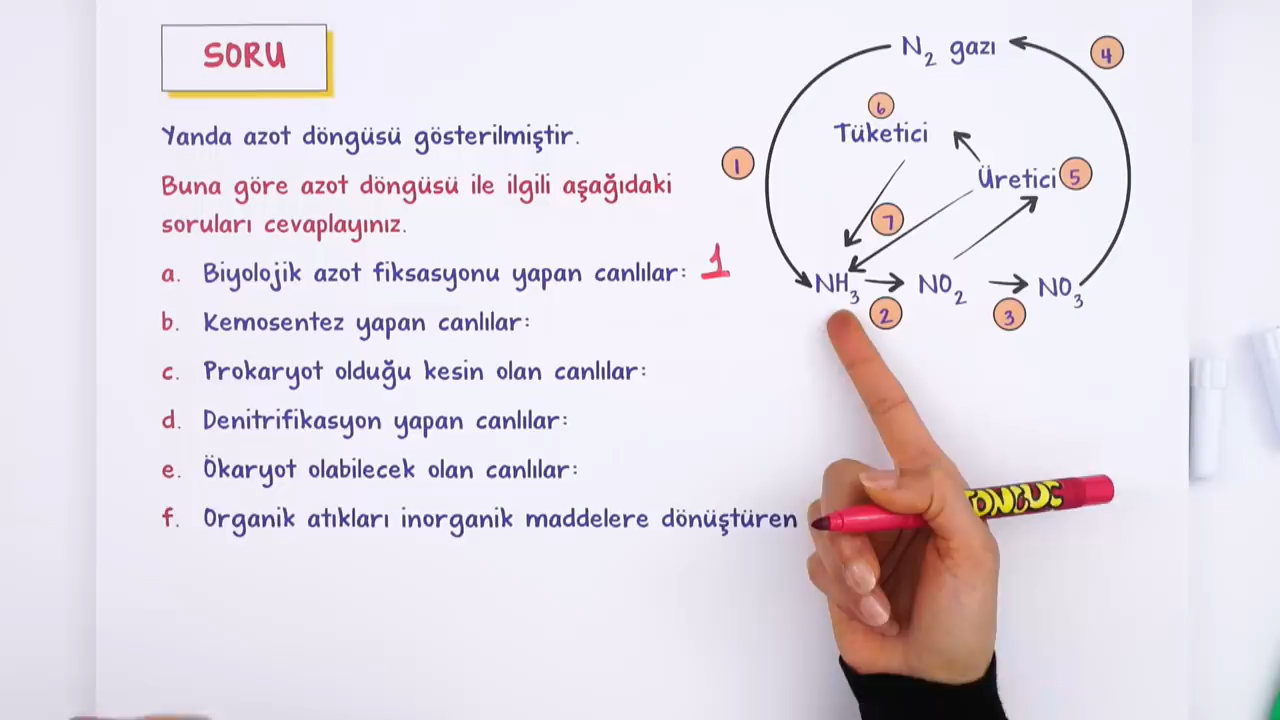 SORU
Yanda azot döngüsü gösterilmiştir.
Buna göre azot döngüsü ile ilgili aşağıdaki
soruları cevaplayınız.
a. Biyolojik azot fiksasyonu yapan canlılar: 1
b. Kemosentez yapan canlılar:
c. Prokaryot olduğu kesin olan canlılar:
d. Denitrifikasyon yapan canlılar:
e. Ökaryot olabilecek olan canlılar:
f. Organik atıkları inorganik maddelere dönüştüren
N2 gazı
4
6
Tüketici
1
Üretici 5
7
NH3
NO2
NO3
2
3
TONGUC